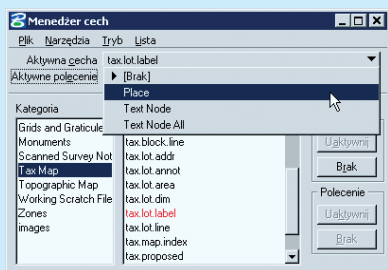 Menedżer cech
Plik Narzędzia Tryb Lista
Aktywna cecha tax.lot.label
Aktywne polecenie [Brak]
Place
Text Node
Text Node All
Kategoria
Grids and Graticule
Monuments
Scanned Survey Not
Tax Map
Topographic Map
Working Scratch File
Zones
images
tax.block.line
tax.lot.addr
tax.lot.annot
tax.lot.area
tax.lot.dim
tax.lot.label
tax.lot.line
tax.map.index
tax.proposed
Uaktywnij
Brak
Polecenie
Uaktywnij
Brak